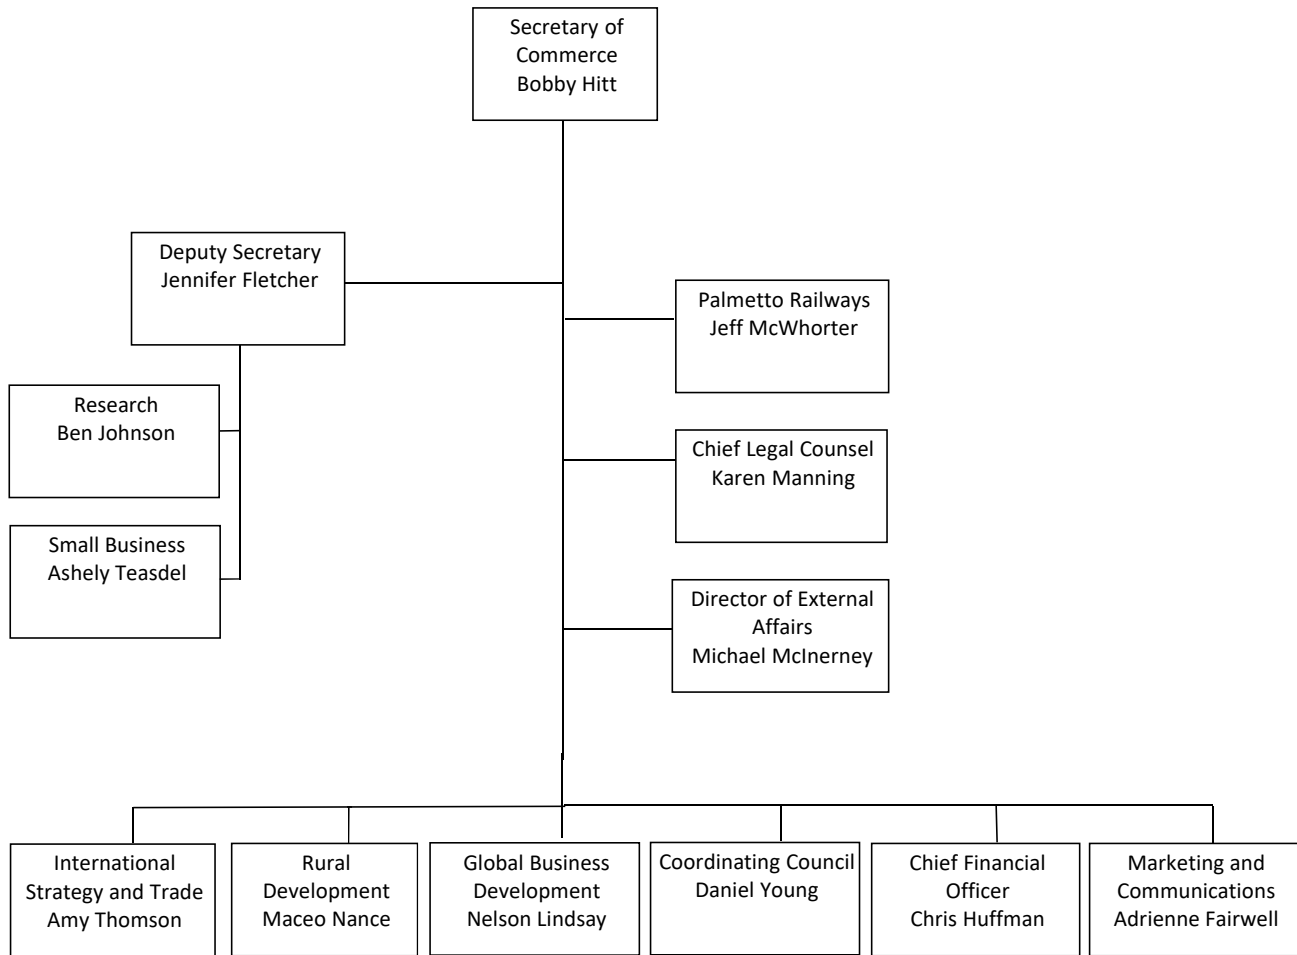 Secretary of
Commerce
Bobby Hitt
Deputy Secretary
Jennifer Fletcher
Palmetto Railways
Jeff McWhorter
Research
Ben Johnson
Chief Legal Counsel
Karen Manning
Small Business
Ashely Teasdel
Director of External
Affairs
Michael McInerney
International
Strategy and Trade
Amy Thomson
Rural
Development
Maceo Nance
Global Business
Development
Nelson Lindsay
Coordinating Council
Daniel Young
Chief Financial
Officer
Chris Huffman
Marketing and
Communications
Adrienne Fairwell